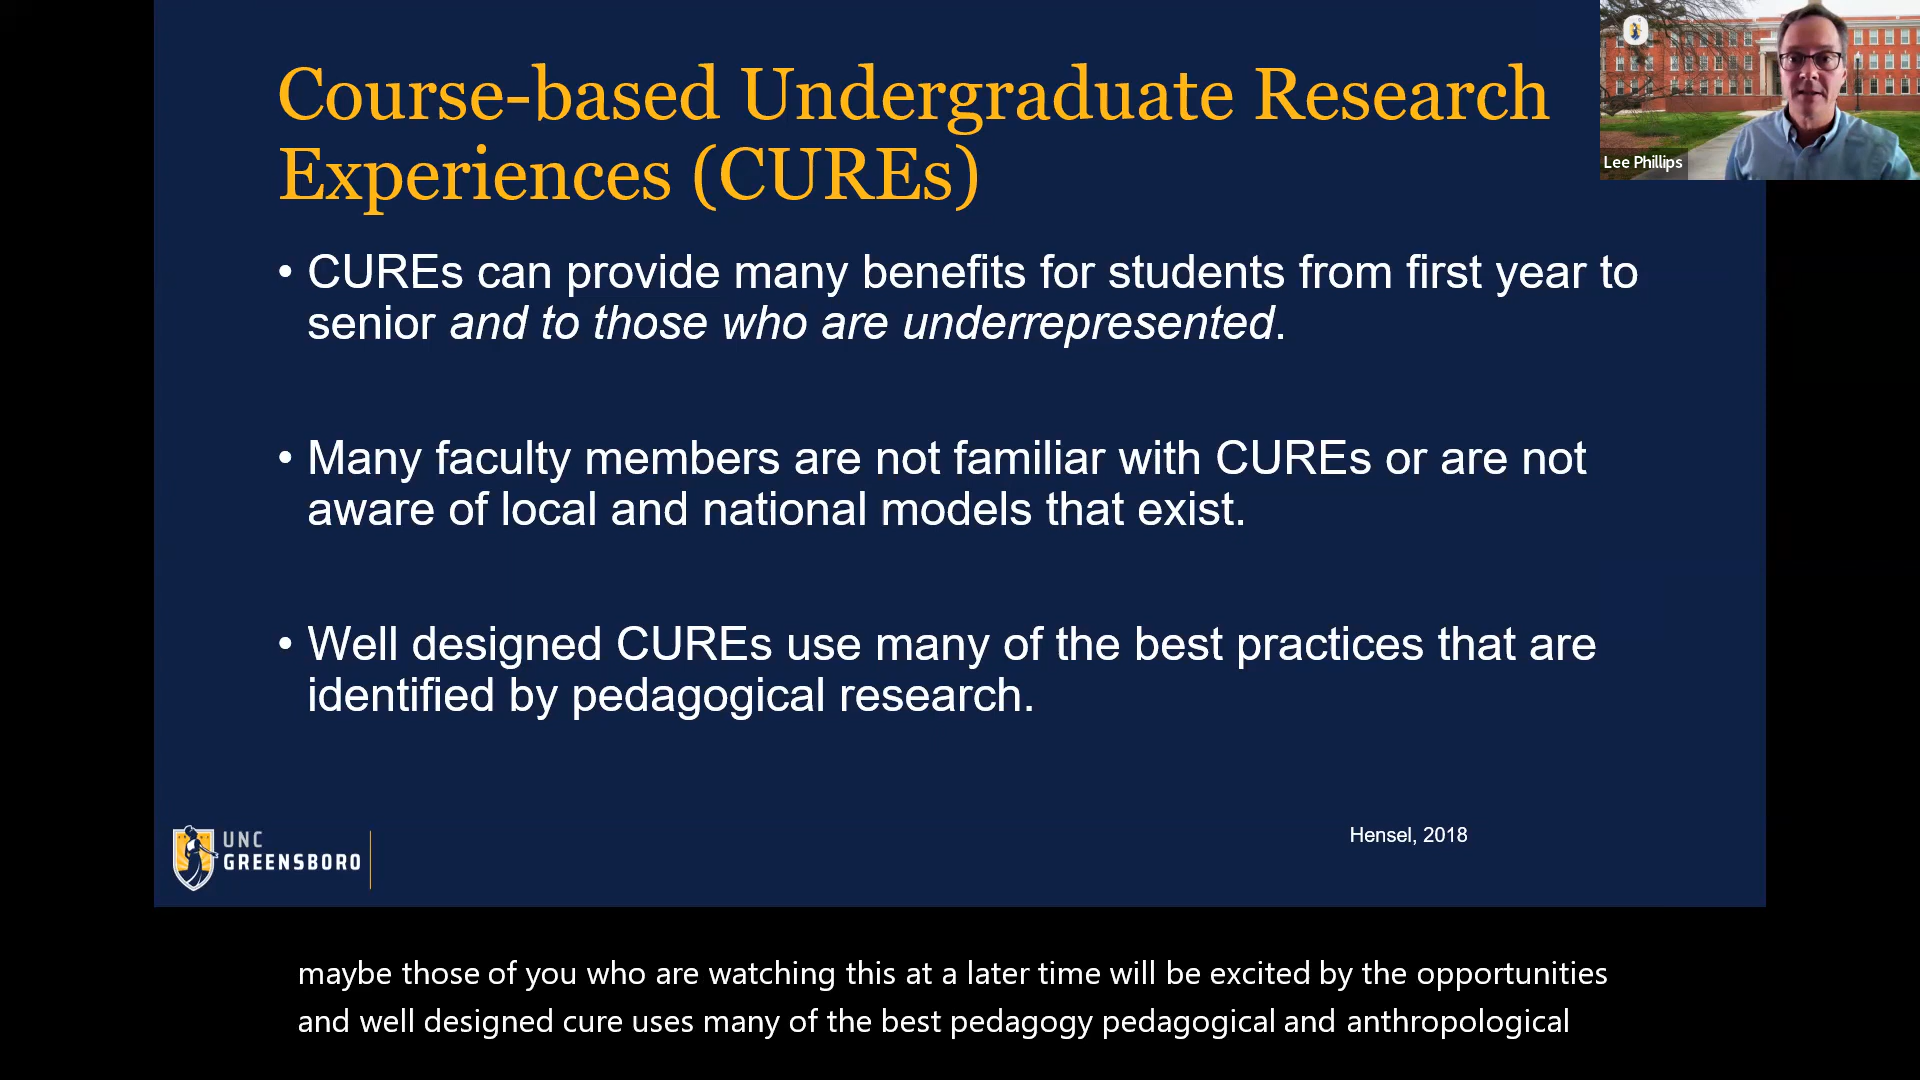 Course-based Undergraduate Research
Experiences (CUREs)
• CUREs can provide many benefits for students from first year to
senior and to those who are underrepresented.
• Many faculty members are not familiar with CUREs or are not
aware of local and national models that exist.
• Well designed CUREs use many of the best practices that are
identified by pedagogical research.
Hensel, 2018
UNC
GREENSBORO
Lee Phillips
maybe those of you who are watching this at a later time will be excited by the opportunities
and well designed cure uses many of the best pedagogy pedagogical and anthropological